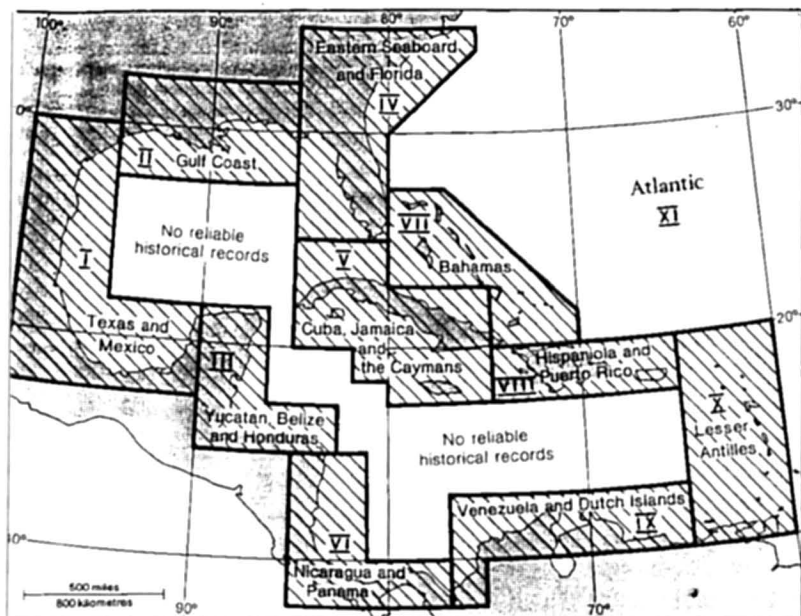 100°
90°
80°
70°
60°
Eastern Seaboard
and Florida
IV
0°
30°
II
Gulf Coast
Atlantic
XI
VII
No reliable
historical records
I
V
Bahamas
20°
Texas and
Mexico
Cuba, Jamaica
and
the Caymans
III
Hispaniola and
Puerto Rico
VIII
X
Lesser
Antilles
Yucatan, Belize
and Honduras
No reliable
historical records
Venezuela and Dutch Islands
IX
VI
0°
Nicaragua and
Panama
500 miles
800 kilometres
90°
70°